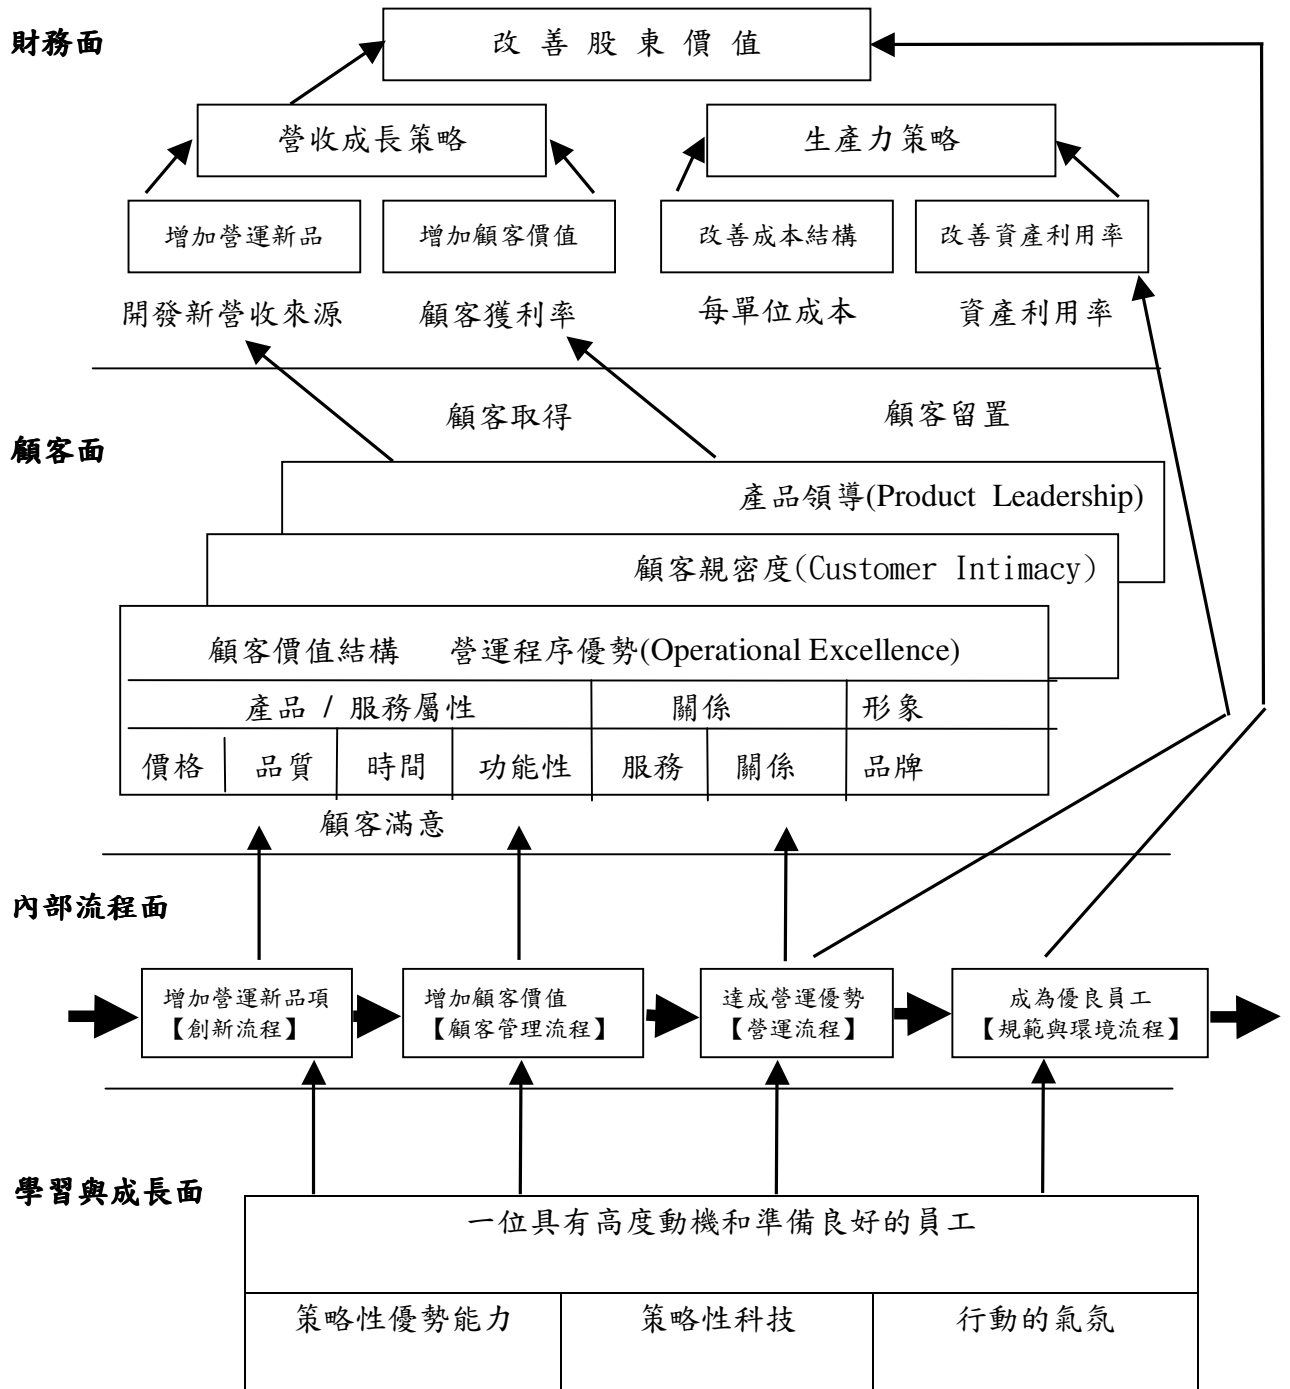 財務面
改善股東價值
營收成長策略
生產力策略
增加營運新品
增加顧客價值
改善成本結構
改善資產利用率
開發新營收來源
顧客獲利率
每單位成本
資產利用率
顧客取得
顧客留置
顧客面
產品領導(Product Leadership)
顧客親密度(Customer Intimacy)
顧客價值結構 營運程序優勢(Operational Excellence)
產品 / 服務屬性 關係 形象
價格 品質 時間 功能性 服務 關係 品牌
顧客滿意
內部流程面
增加營運新品項
【創新流程】
增加顧客價值
【顧客管理流程】
達成營運優勢
【營運流程】
成為優良員工
【規範與環境流程】
學習與成長面
一位具有高度動機和準備良好的員工
策略性優勢能力
策略性科技
行動的氣氛